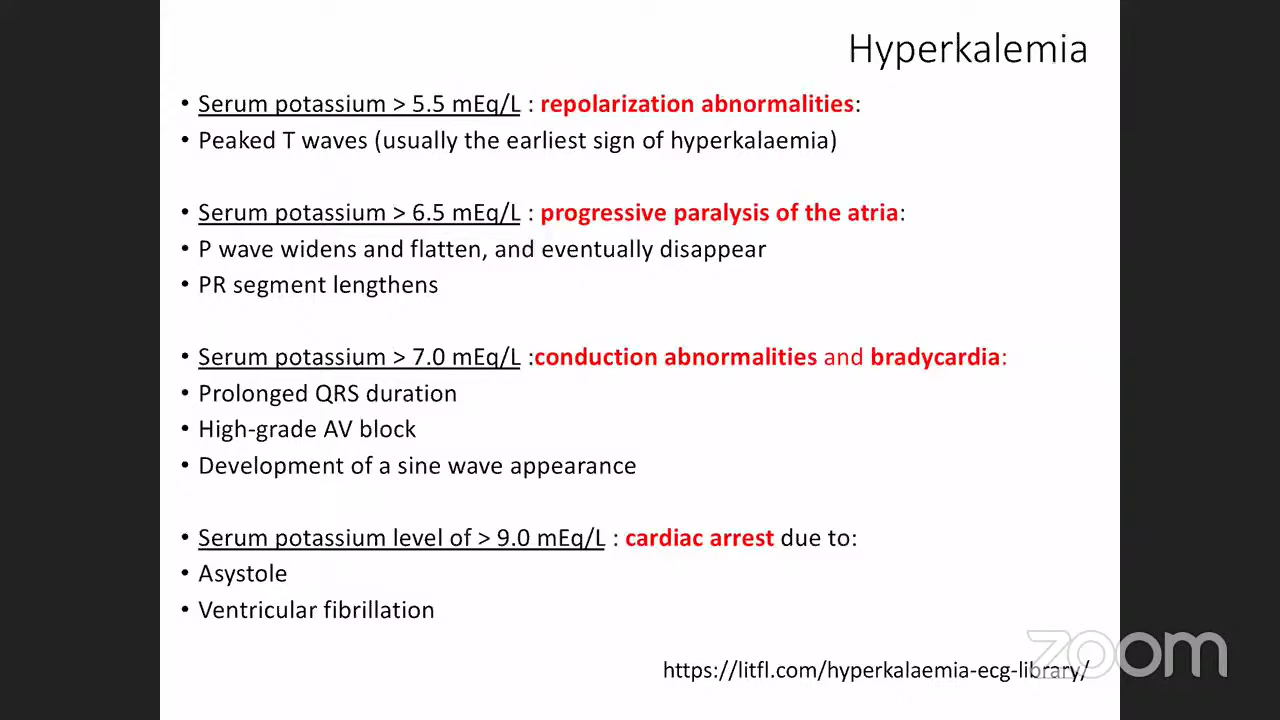 Hyperkalemia
• Serum potassium > 5.5 mEq/L : repolarization abnormalities:
• Peaked T waves (usually the earliest sign of hyperkalaemia)
• Serum potassium > 6.5 mEq/L : progressive paralysis of the atria:
• P wave widens and flatten, and eventually disappear
• PR segment lengthens
• Serum potassium > 7.0 mEq/L :conduction abnormalities and bradycardia:
• Prolonged QRS duration
• High-grade AV block
• Development of a sine wave appearance
• Serum potassium level of > 9.0 mEq/L : cardiac arrest due to:
• Asystole
• Ventricular fibrillation
https://litfl.com/hyperkalaemia-ecg-library/
zoom